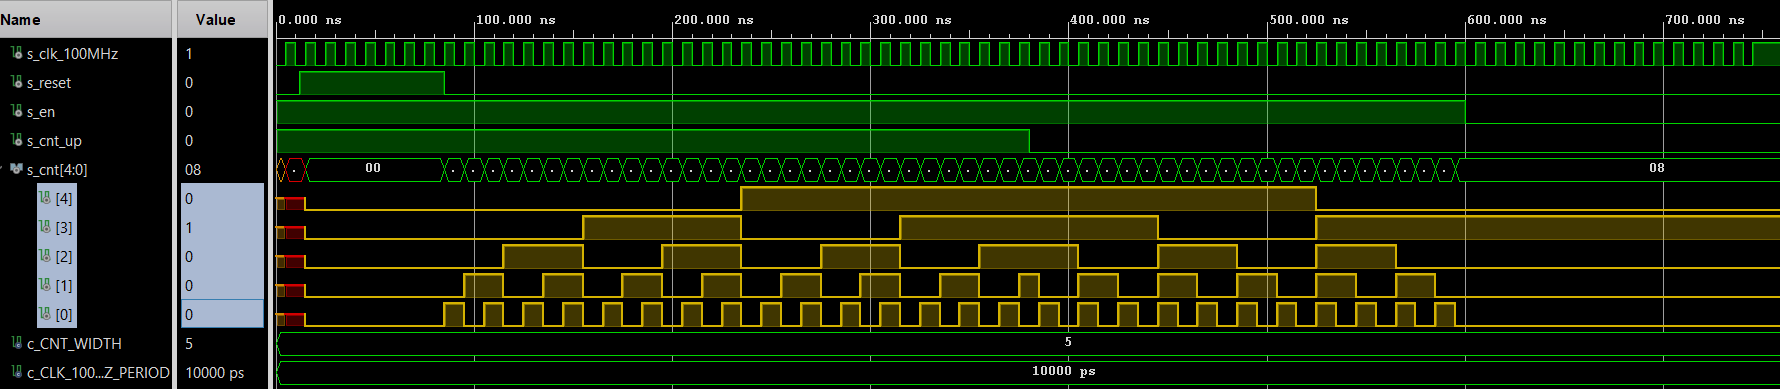 Name Value 0.000 ns 100.000 ns 200.000 ns 300.000 ns 400.000 ns 500.000 ns 600.000 ns 700.000 ns
s_clk_100MHz 1
s_reset 0
s_en 0
s_cnt_up 0
s_cnt[4:0] 08 00 08
[4] 0
[3] 1
[2] 0
[1] 0
[0] 0
c_CNT_WIDTH 5 5
c_CLK_100...Z_PERIOD 10000 ps 10000 ps